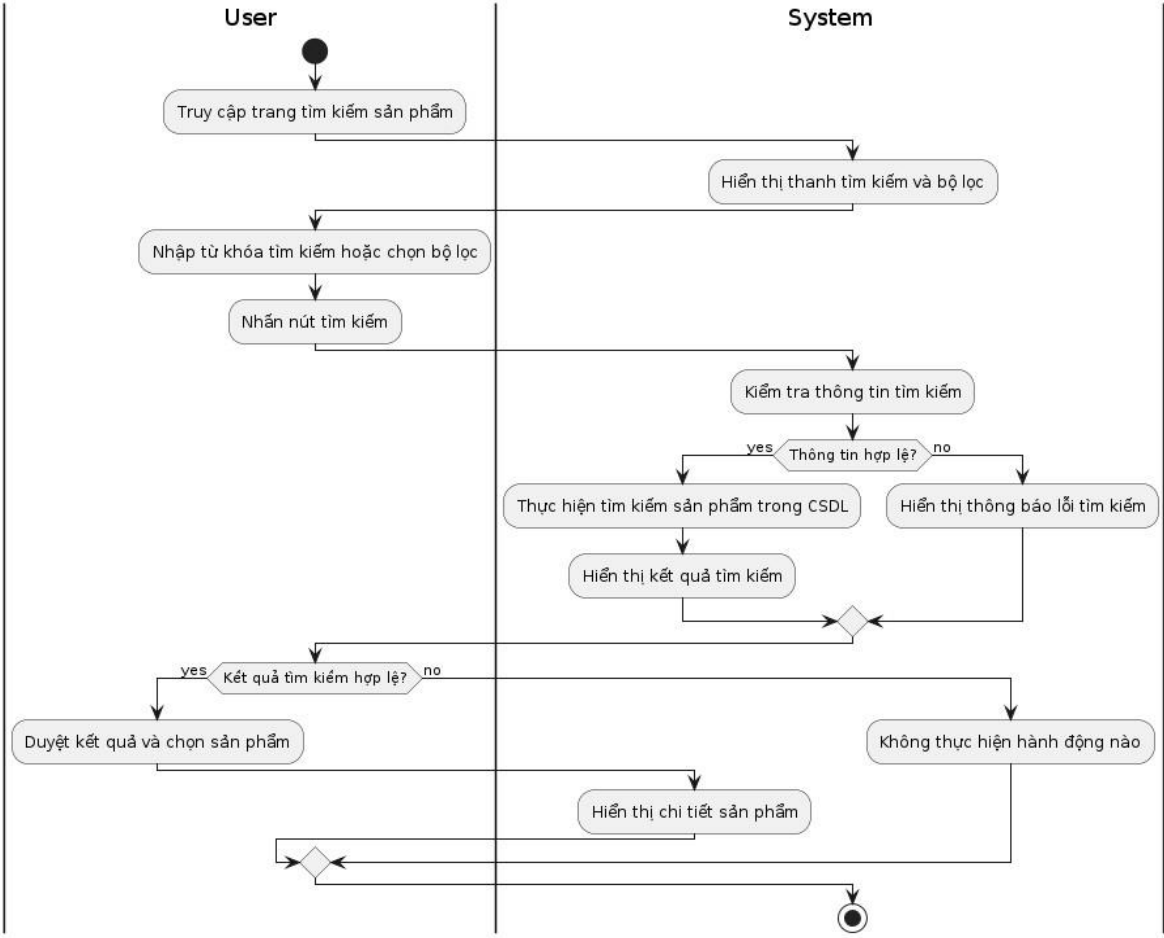 User
System
Truy cập trang tìm kiếm sản phẩm
Hiển thị thanh tìm kiếm và bộ lọc
Nhập từ khóa tìm kiếm hoặc chọn bộ lọc
Nhấn nút tìm kiếm
Kiểm tra thông tin tìm kiếm
yes
Thông tin hợp lệ?
no
Thực hiện tìm kiếm sản phẩm trong CSDL
Hiển thị thông báo lỗi tìm kiếm
Hiển thị kết quả tìm kiếm
yes
Kết quả tìm kiếm hợp lệ?
no
Duyệt kết quả và chọn sản phẩm
Không thực hiện hành động nào
Hiển thị chi tiết sản phẩm